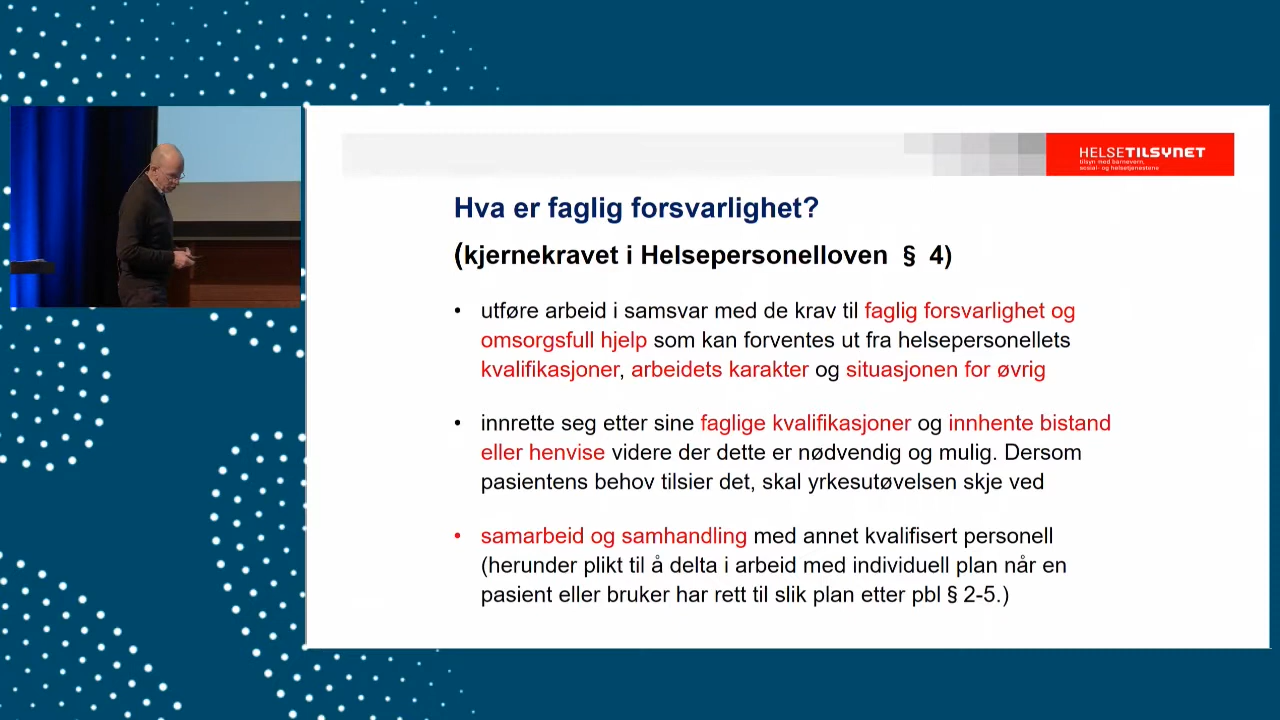 HELSETILSYNET
tilsyn med barnevern,
sosial- og helsetjenestene
Hva er faglig forsvarlighet?
(kjernekravet i Helsepersonelloven § 4)
• utføre arbeid i samsvar med de krav til faglig forsvarlighet og
omsorgsfull hjelp som kan forventes ut fra helsepersonellets
kvalifikasjoner, arbeidets karakter og situasjonen for øvrig
• innrette seg etter sine faglige kvalifikasjoner og innhente bistand
eller henvise videre der dette er nødvendig og mulig. Dersom
pasientens behov tilsier det, skal yrkesutøvelsen skje ved
• samarbeid og samhandling med annet kvalifisert personell
(herunder plikt til å delta i arbeid med individuell plan når en
pasient eller bruker har rett til slik plan etter pbl § 2-5.)